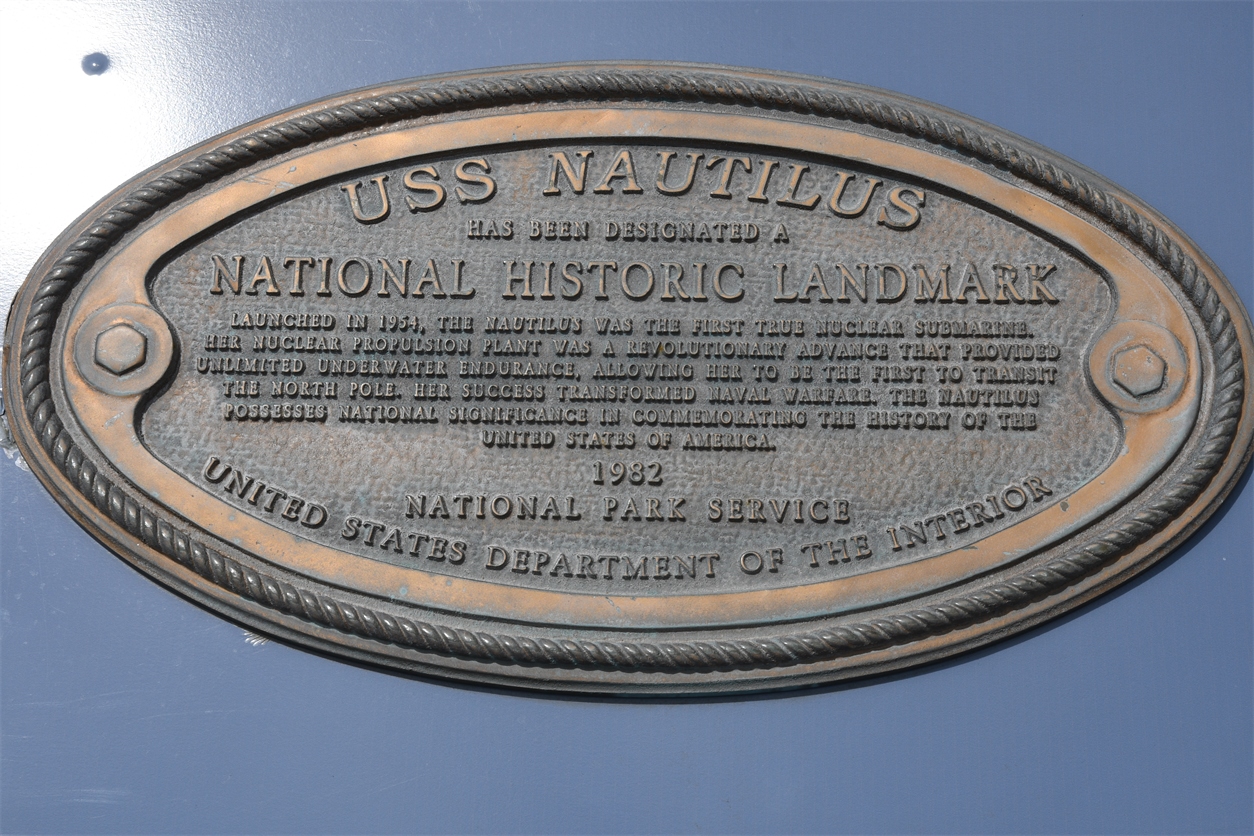 USS NAUTILUS
HAS BEEN DESIGNATED A
NATIONAL HISTORIC LANDMARK
LAUNCHED IN 1954, THE NAUTILUS WAS THE FIRST TRUE NUCLEAR SUBMARINE.
HER NUCLEAR PROPULSION PLANT WAS A REVOLUTIONARY ADVANCE THAT PROVIDED
UNLIMITED UNDERWATER ENDURANCE, ALLOWING HER TO BE THE FIRST TO TRANSIT
THE NORTH POLE. HER SUCCESS TRANSFORMED NAVAL WARFARE. THE NAUTILUS
POSSESSES NATIONAL SIGNIFICANCE IN COMMEMORATING THE HISTORY OF THE
UNITED STATES OF AMERICA.
1982
NATIONAL PARK SERVICE
UNITED STATES DEPARTMENT OF THE INTERIOR